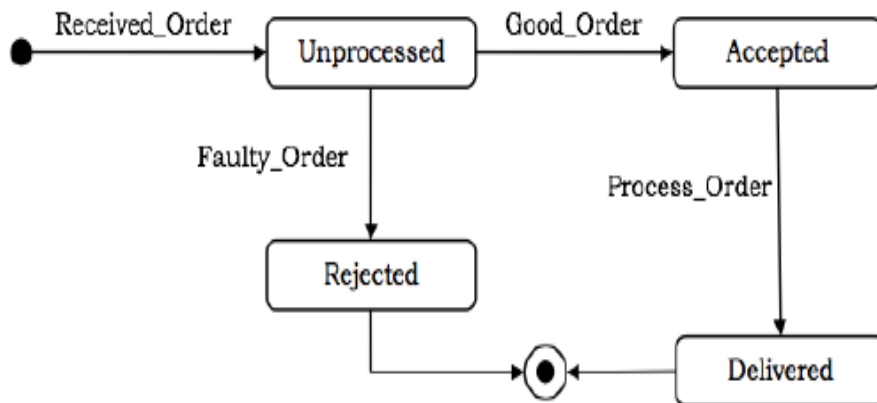 Received_Order
Good_Order
Unprocessed
Accepted
Faulty_Order
Process_Order
Rejected
Delivered